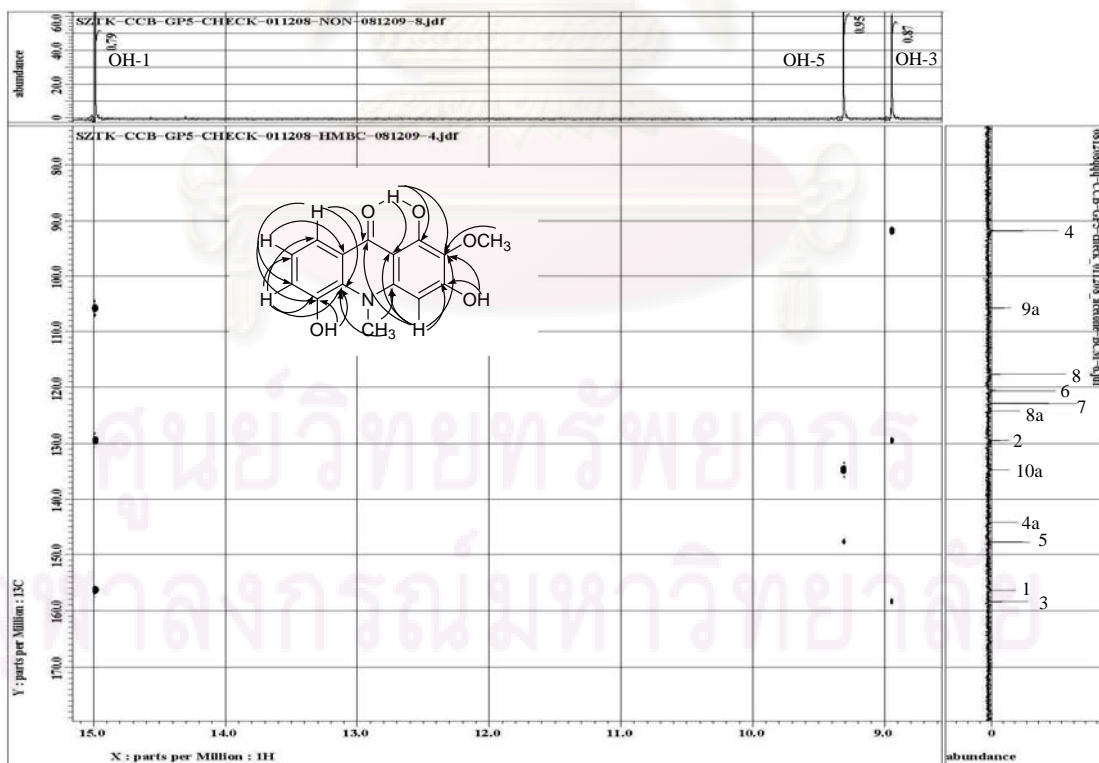 SZTK-CCB-GP5-CHECK-011208-NON-081209-8.jdf
abundance
60.0
40.0
20.0
0
0.79
OH-1
OH-5
0.95
0.87
OH-3
SZTK-CCB-GP5-CHECK-011208-HMBC-081209-4.jdf
80.0
90.0
100.0
110.0
120.0
130.0
140.0
150.0
160.0
170.0
Y : parts per Million : 13C
H
H
O
O
H
OCH3
H
N
OH
OH
CH3
H
4
9a
8
6
7
8a
2
10a
4a
5
1
3
ศูนย์วิทยทรัพยากร
จุฬาลงกรณ์มหาวิทยาลัย
15.0 14.0 13.0 12.0 11.0 10.0 9.0
0
X : parts per Million : 1H
abundance